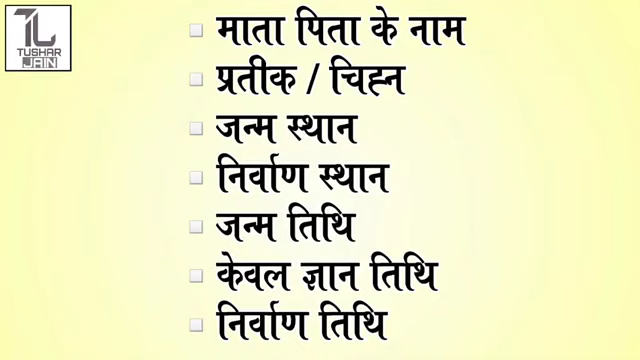 TUSHAR
JAIN
माता पिता के नाम
प्रतीक / चिह्न
जन्म स्थान
निर्वाण स्थान
जन्म तिथि
केवल ज्ञान तिथि
निर्वाण तिथि